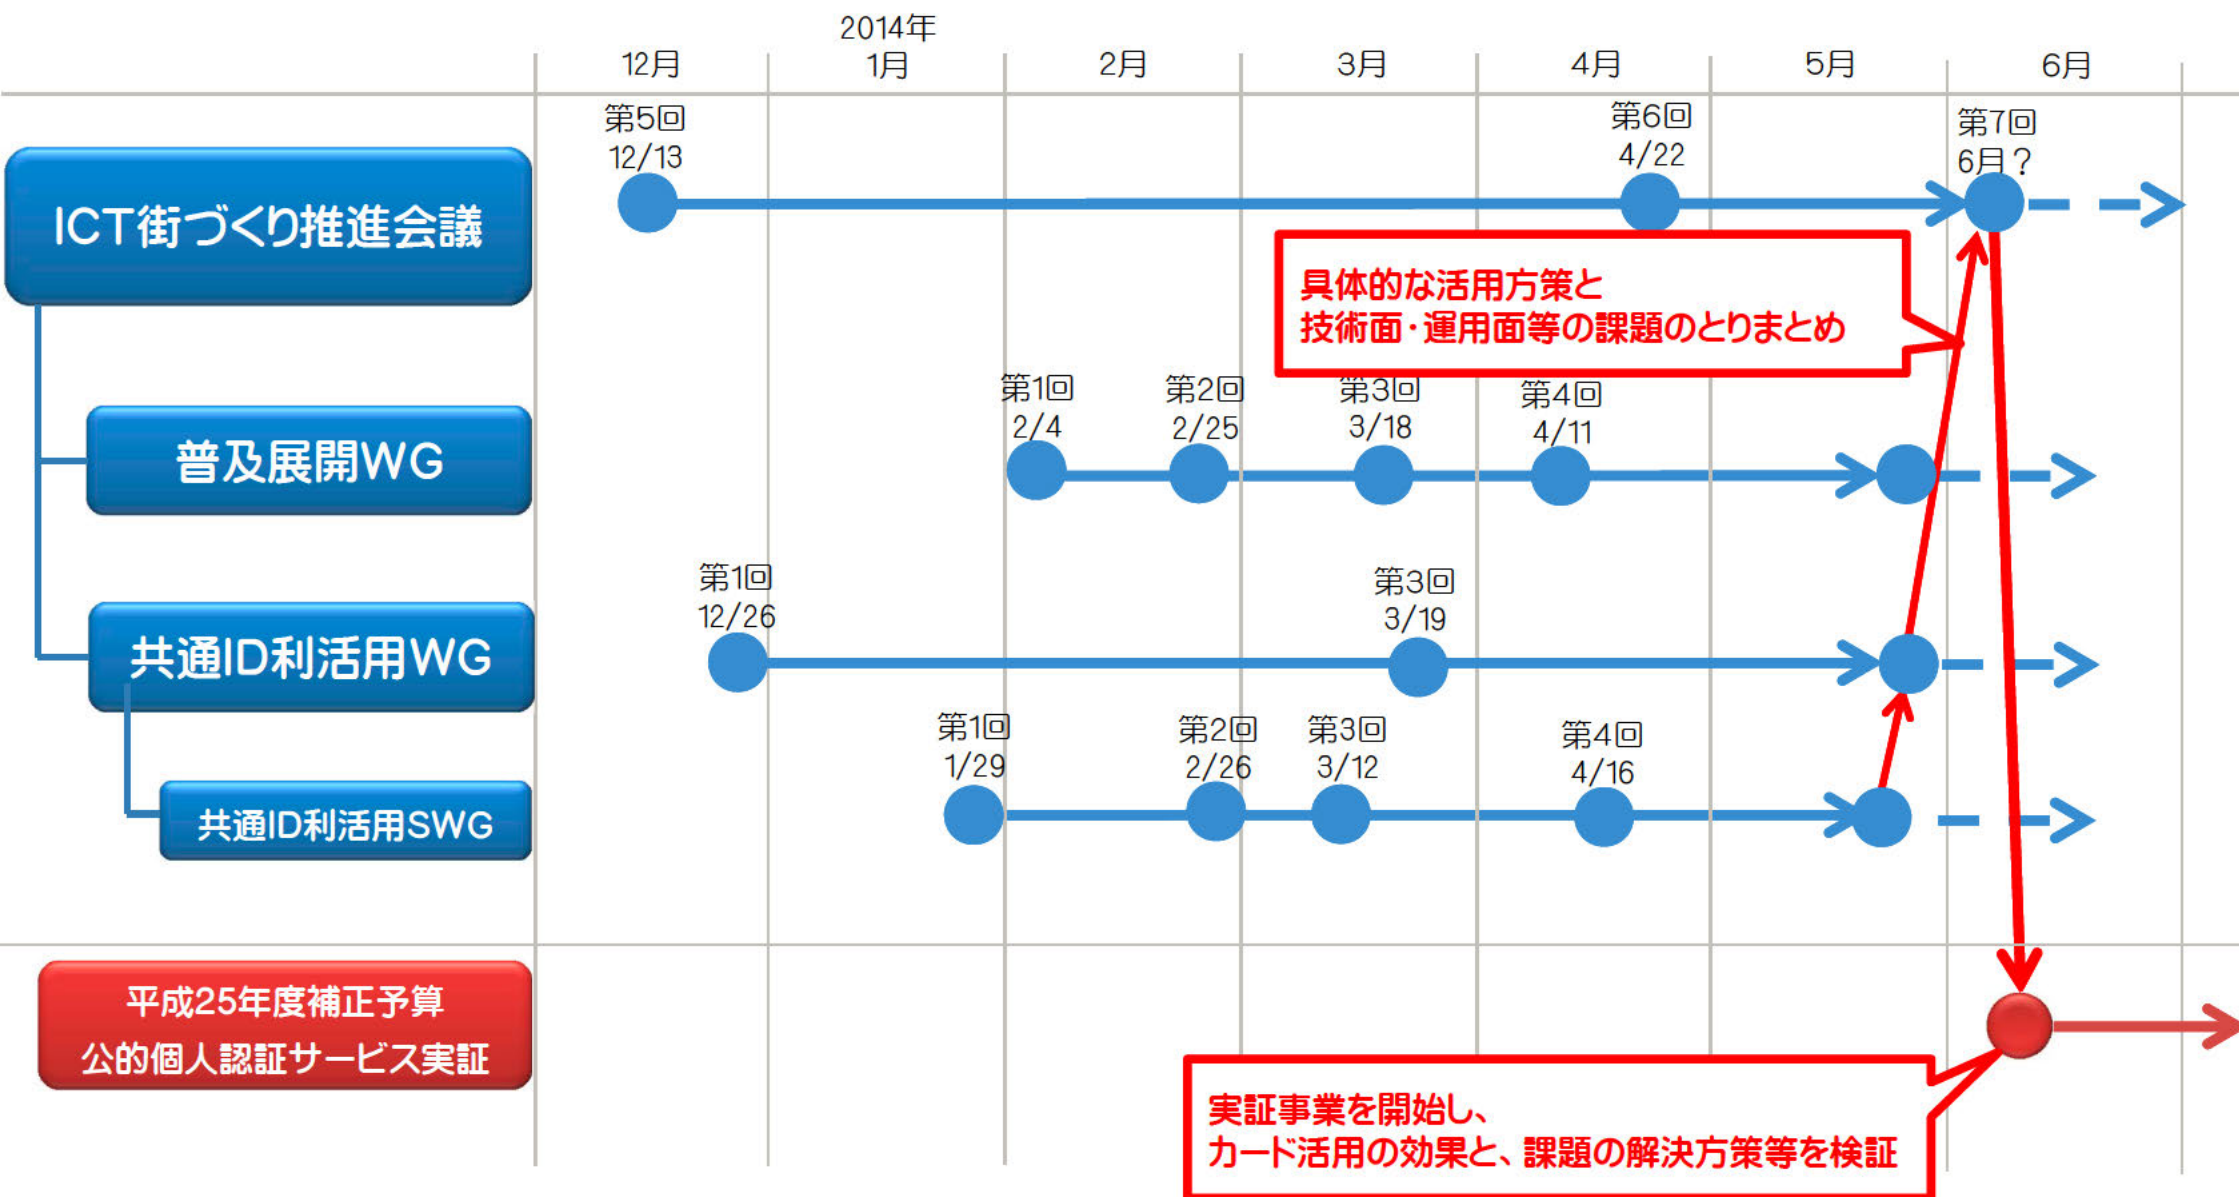 2014年
12月
1月
2月
3月
4月
5月
6月
第5回
12/13
第6回
4/22
第7回
6月?
ICT街づくり推進会議
具体的な活用方策と
技術面・運用面等の課題のとりまとめ
第1回
2/4
第2回
2/25
第3回
3/18
第4回
4/11
普及展開WG
第1回
12/26
第3回
3/19
共通ID利活用WG
第1回
1/29
第2回
2/26
第3回
3/12
第4回
4/16
共通ID利活用SWG
平成25年度補正予算
公的個人認証サービス実証
実証事業を開始し、
カード活用の効果と、課題の解決方策等を検証